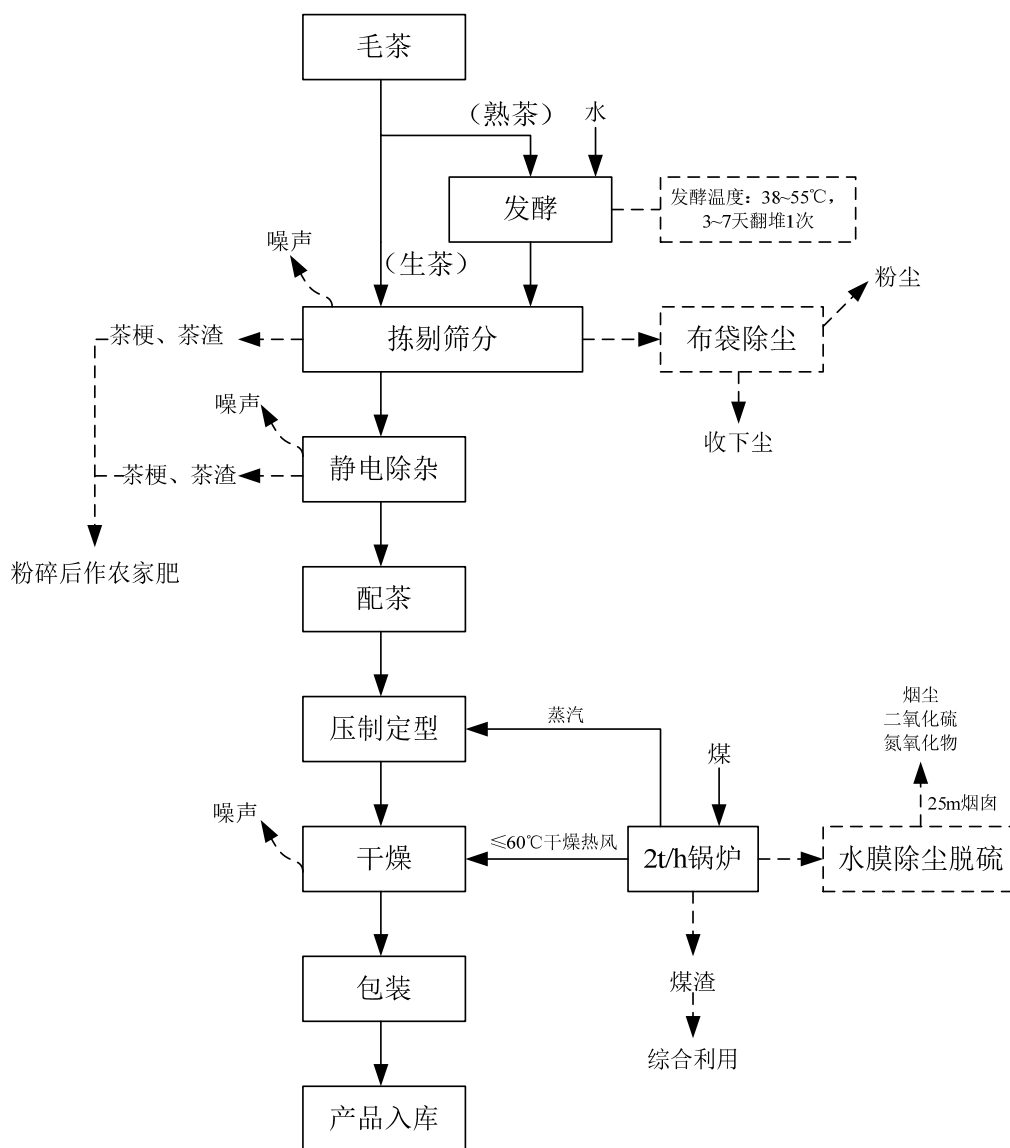 毛茶
（熟茶）
水
发酵
发酵温度：38~55℃，
3~7天翻堆1次
噪声
（生茶）
粉尘
茶梗、茶渣
拣剔筛分
布袋除尘
噪声
收下尘
茶梗、茶渣
静电除杂
粉碎后作农家肥
配茶
烟尘
二氧化硫
氮氧化物
蒸汽
压制定型
煤
25m烟囱
噪声
≤60℃干燥热风
干燥
2t/h锅炉
水膜除尘脱硫
包装
煤渣
综合利用
产品入库